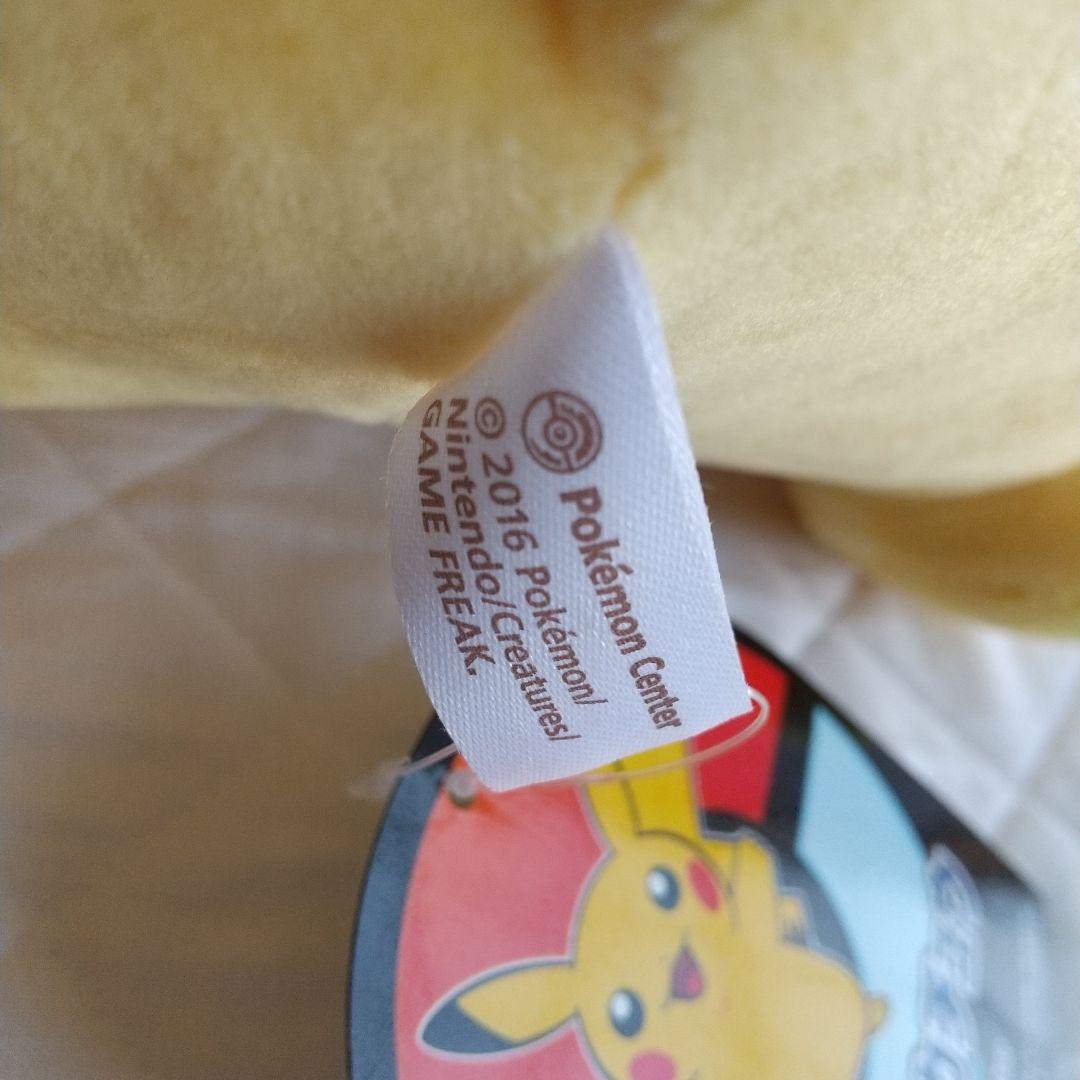 Pokémon Center
© 2016 Pokémon/
Nintendo/Creatures/
GAME FREAK.